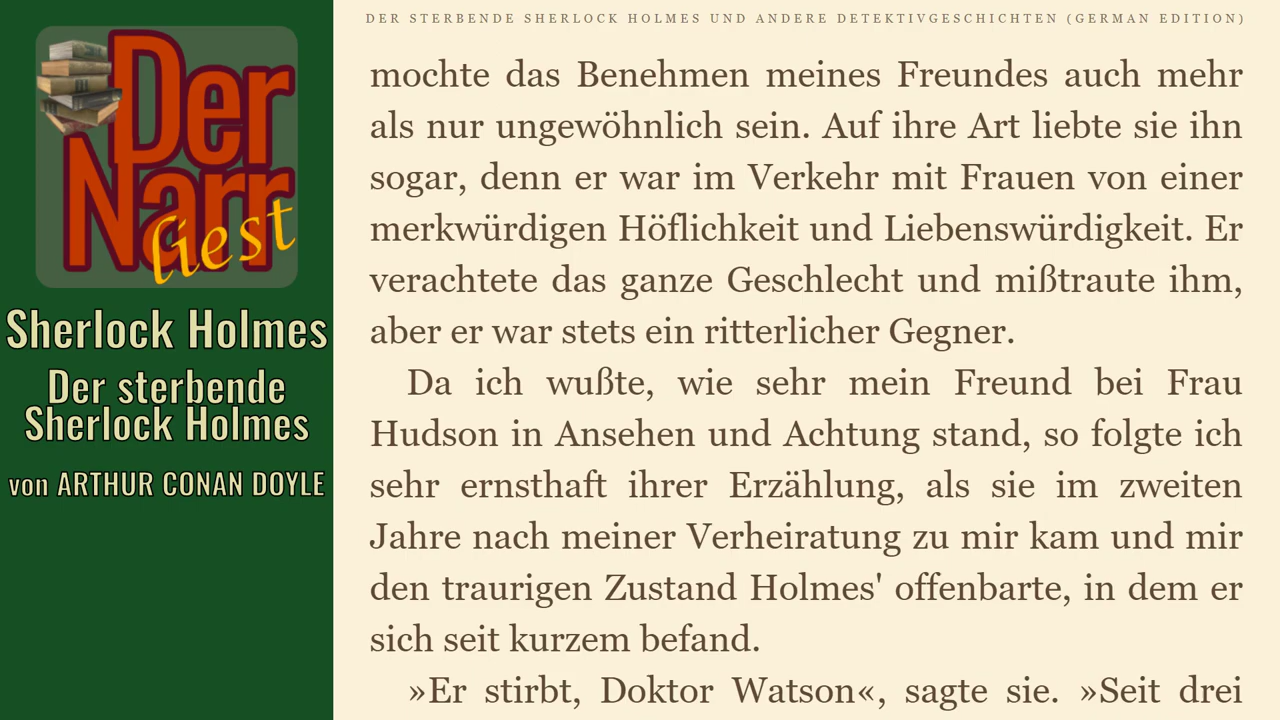 Der
Narr
liest
Sherlock Holmes
Der sterbende
Sherlock Holmes
von ARTHUR CONAN DOYLE
DER STERBENDE SHERLOCK HOLMES UND ANDERE DETEKTIVGESCHICHTEN (GERMAN EDITION)
mochte das Benehmen meines Freundes auch mehr
als nur ungewöhnlich sein. Auf ihre Art liebte sie ihn
sogar, denn er war im Verkehr mit Frauen von einer
merkwürdigen Höflichkeit und Liebenswürdigkeit. Er
verachtete das ganze Geschlecht und mißtraute ihm,
aber er war stets ein ritterlicher Gegner.
Da ich wußte, wie sehr mein Freund bei Frau
Hudson in Ansehen und Achtung stand, so folgte ich
sehr ernsthaft ihrer Erzählung, als sie im zweiten
Jahre nach meiner Verheiratung zu mir kam und mir
den traurigen Zustand Holmes' offenbarte, in dem er
sich seit kurzem befand.
»Er stirbt, Doktor Watson«, sagte sie. »Seit drei